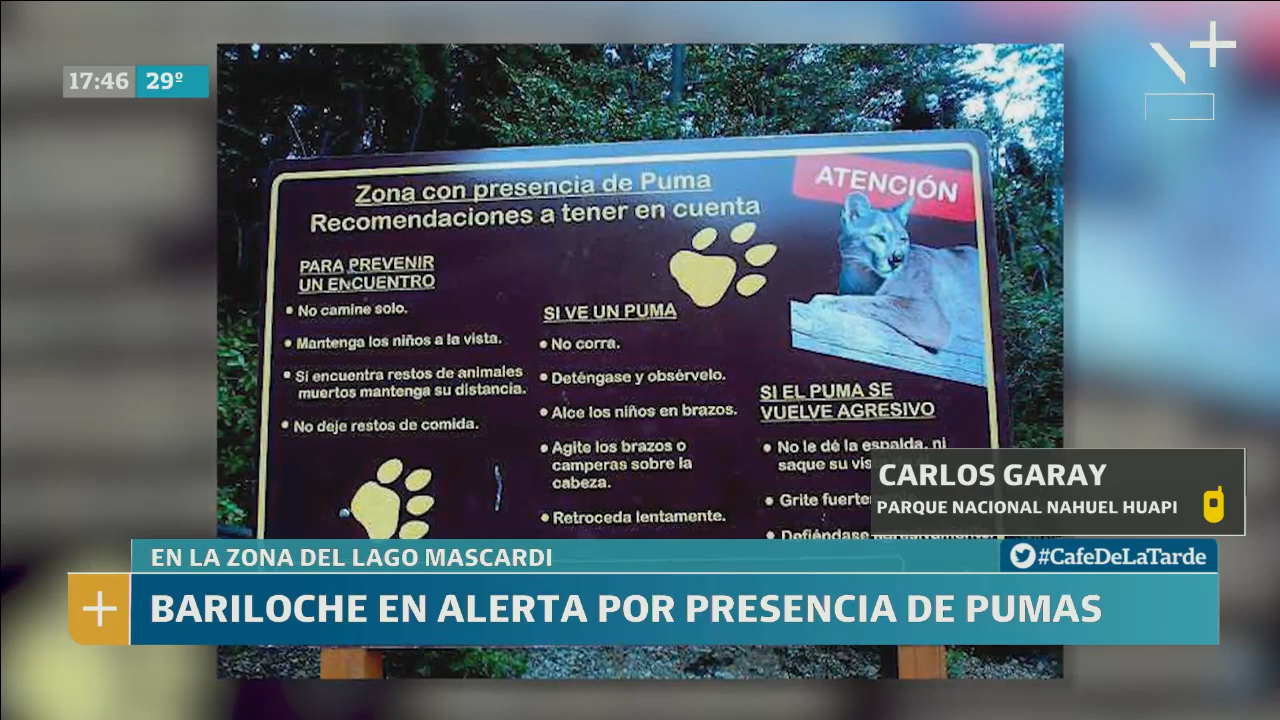 17:46 29º
Zona con presencia de Puma
Recomendaciones a tener en cuenta
ATENCIÓN
PARA PREVENIR
UN ENCUENTRO
• No camine solo.
• Mantenga los niños a la vista.
• Si encuentra restos de animales
muertos mantenga su distancia.
• No deje restos de comida.
SI VE UN PUMA
• No corra.
• Deténgase y obsérvelo.
• Alce los niños en brazos.
• Agite los brazos o
camperas sobre la
cabeza.
• Retroceda lentamente.
SI EL PUMA SE
VUELVE AGRESIVO
• No le dé la espalda, ni
saque su
• Grite
• Defiéndase
CARLOS GARAY
PARQUE NACIONAL NAHUEL HUAPI
EN LA ZONA DEL LAGO MASCARDI
#CafeDeLaTarde
BARILOCHE EN ALERTA POR PRESENCIA DE PUMAS